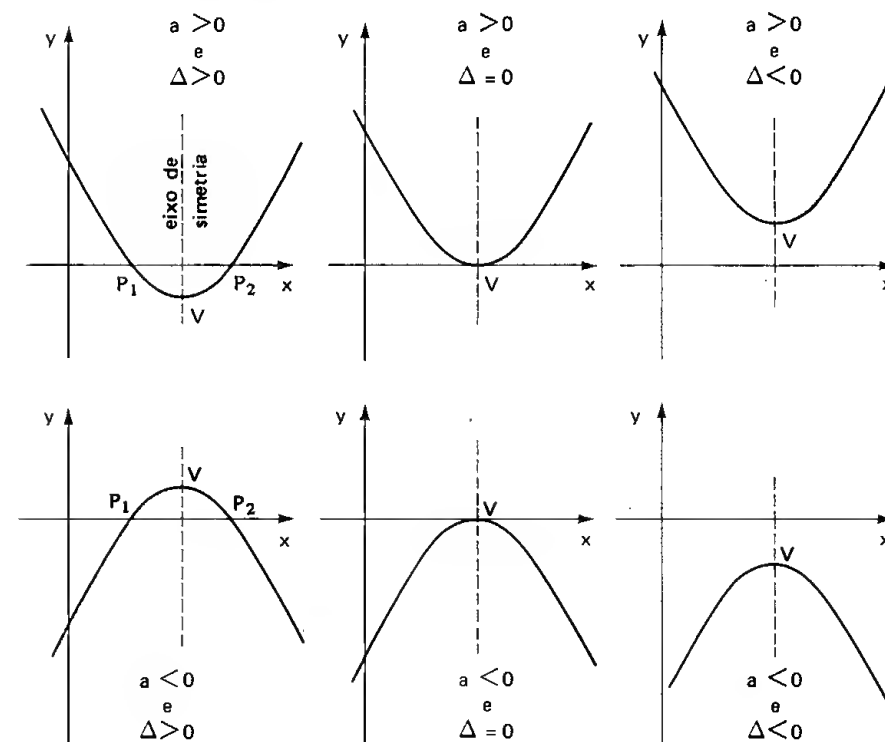 a >0
e
Δ>0
y
eixo de
simetria
P₁
P₂
x
V
a >0
e
Δ = 0
y
V
x
a >0
e
Δ<0
y
V
x
y
V
P₁
P₂
x
a <0
e
Δ>0
y
V
x
a <0
e
Δ = 0
y
x
V
a <0
e
Δ<0